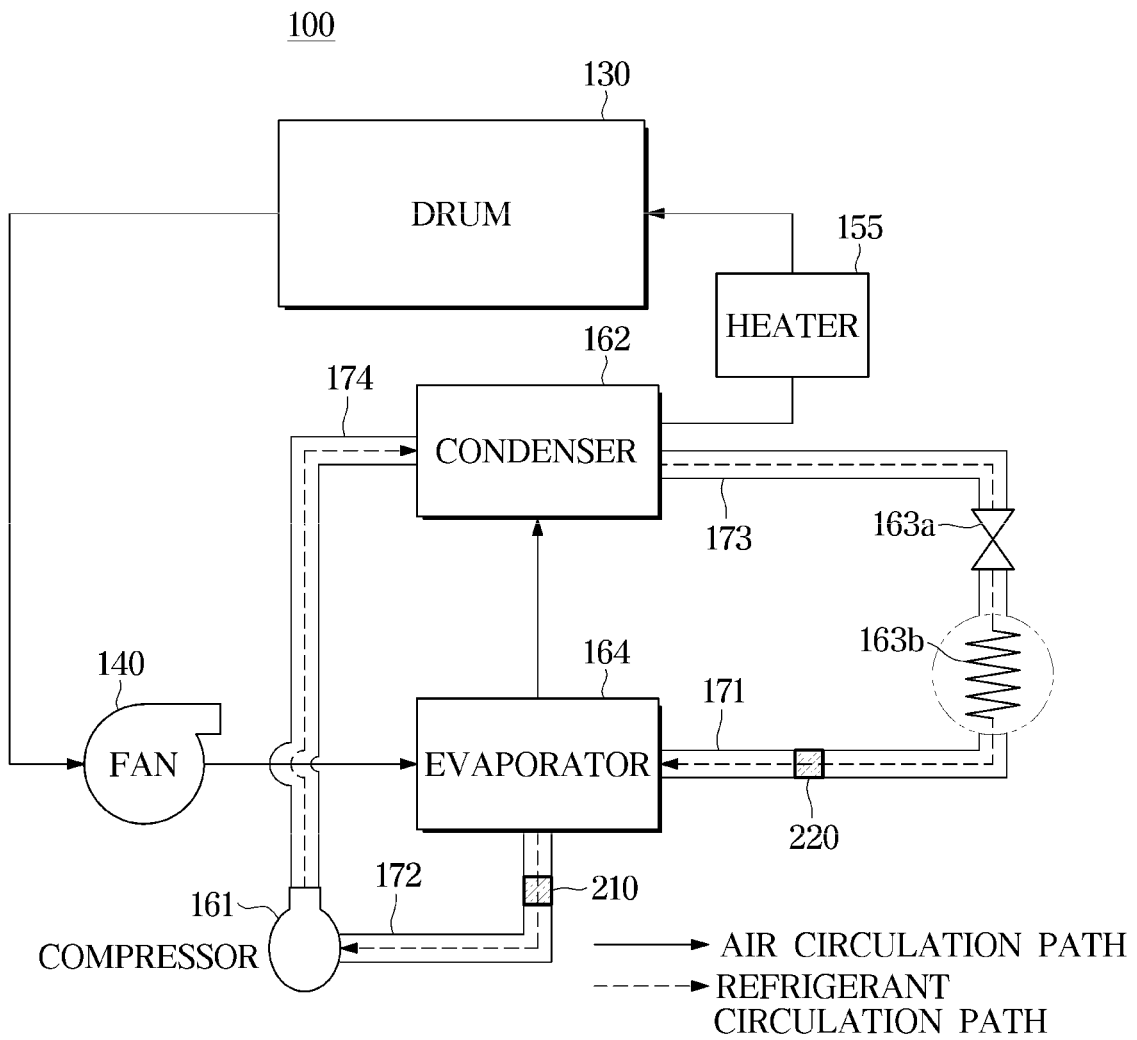 100
130
DRUM
155
HEATER
162
174
CONDENSER
173
163a
163b
140
164
171
FAN
EVAPORATOR
220
172
210
161
COMPRESSOR
AIR CIRCULATION PATH
REFRIGERANT
CIRCULATION PATH